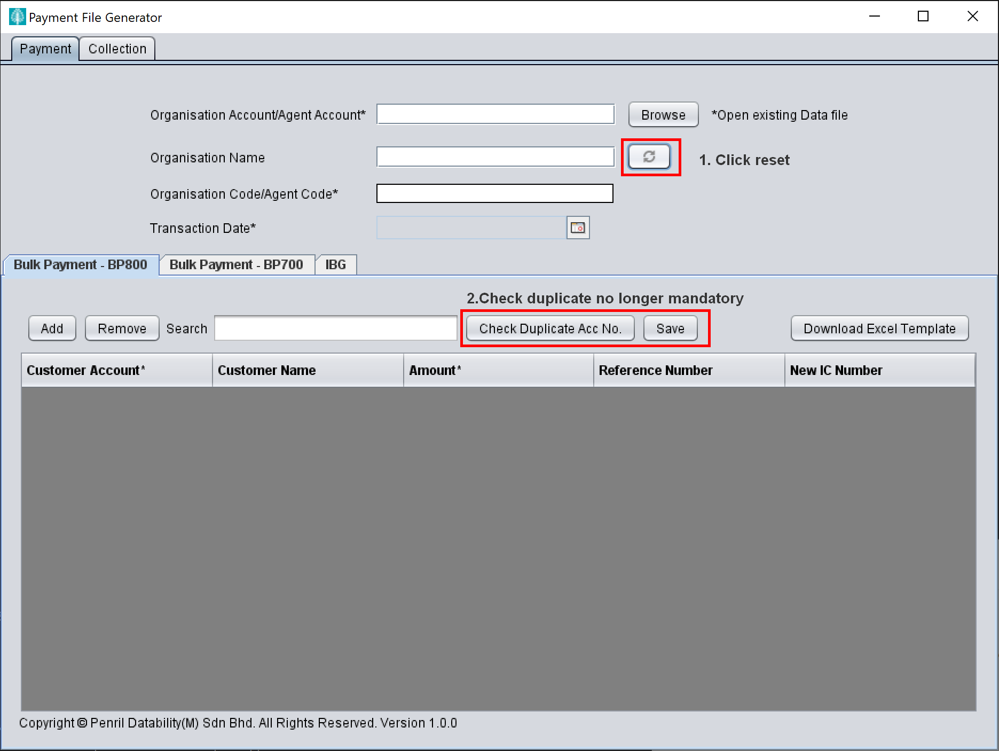 Payment File Generator
Payment Collection
Organisation Account/Agent Account* Browse *Open existing Data file
Organisation Name 1. Click reset
Organisation Code/Agent Code*
Transaction Date*
Bulk Payment - BP800 Bulk Payment - BP700 IBG
2.Check duplicate no longer mandatory
Add Remove Search Check Duplicate Acc No. Save Download Excel Template
Customer Account* Customer Name Amount* Reference Number New IC Number
Copyright © Penril Datability(M) Sdn Bhd. All Rights Reserved. Version 1.0.0